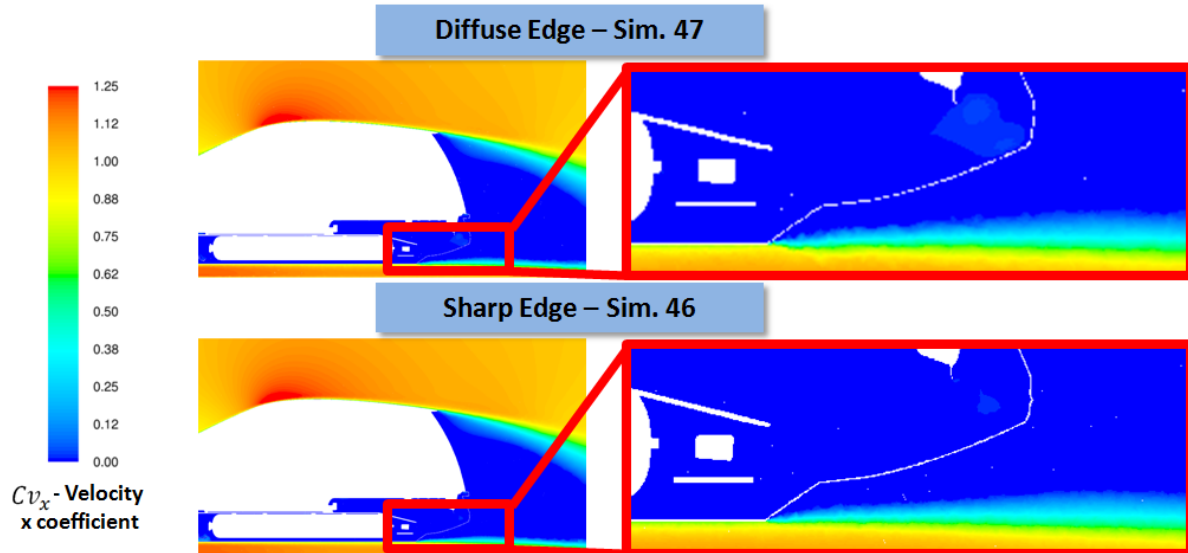 Diffuse Edge – Sim. 47
1.25
1.12
1.00
0.88
0.75
0.62
0.50
0.38
0.25
0.12
0.00
Sharp Edge – Sim. 46
Cvₓ- Velocity
x coefficient